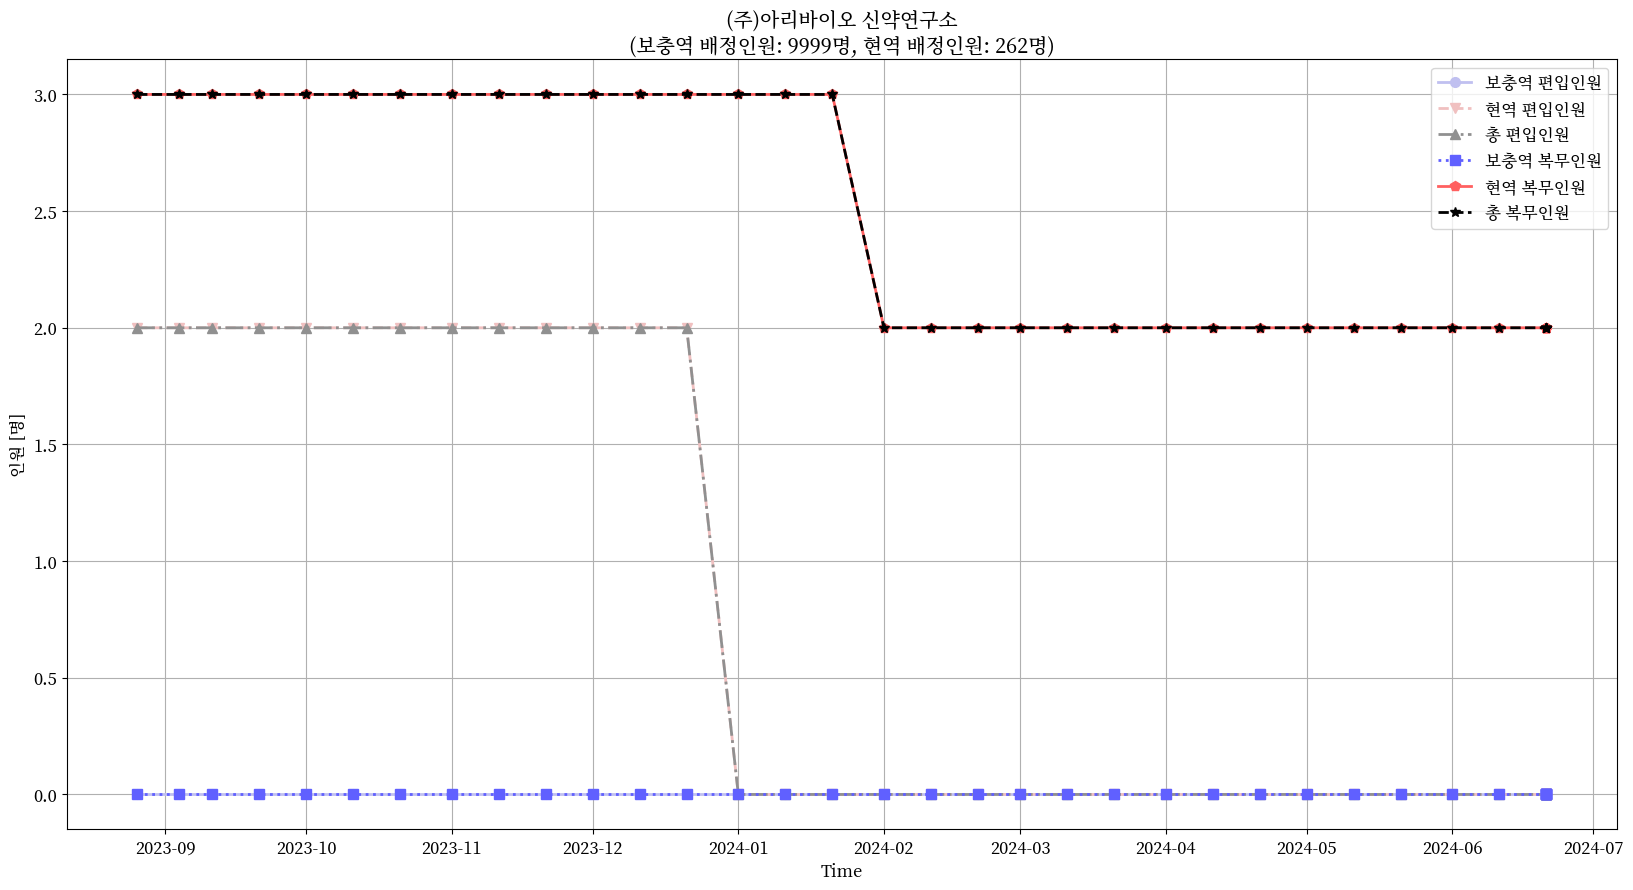 (주)아리바이오 신약연구소
(보충역 배정인원: 9999명, 현역 배정인원: 262명)
보충역 편입인원
현역 편입인원
총 편입인원
보충역 복무인원
현역 복무인원
총 복무인원
인원 [명]
3.0
2.5
2.0
1.5
1.0
0.5
0.0
2023-09 2023-10 2023-11 2023-12 2024-01 2024-02 2024-03 2024-04 2024-05 2024-06 2024-07
Time